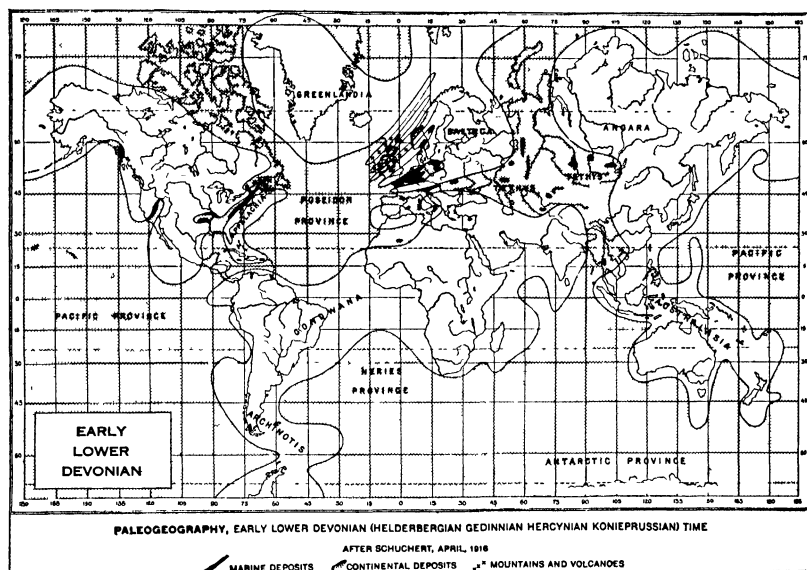 GREENLANDIA
BALTICA
ANGARA
APPALACHIA
TETHYS
TETHYS
POSEIDON
PROVINCE
PACIFIC
PROVINCE
PACIFIC PROVINCE
GONDWANA
AUSTRALASIA
NERIES
PROVINCE
ARCHINOTIS
ANTARCTIC PROVINCE
EARLY
LOWER
DEVONIAN
PALEOGEOGRAPHY, EARLY LOWER DEVONIAN (HELDERBERGIAN GEDINNIAN HERCYNIAN KONIEPRUSSIAN) TIME
AFTER SCHUCHERT, APRIL, 1916
MARINE DEPOSITS CONTINENTAL DEPOSITS MOUNTAINS AND VOLCANOES